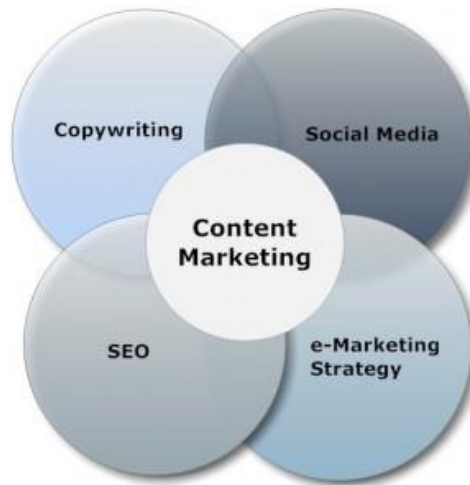 Copywriting
Social Media
Content
Marketing
SEO
e-Marketing
Strategy